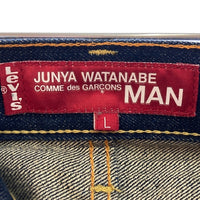 Levi's®
JUNYA WATANABE
COMME des GARÇONS MAN
L